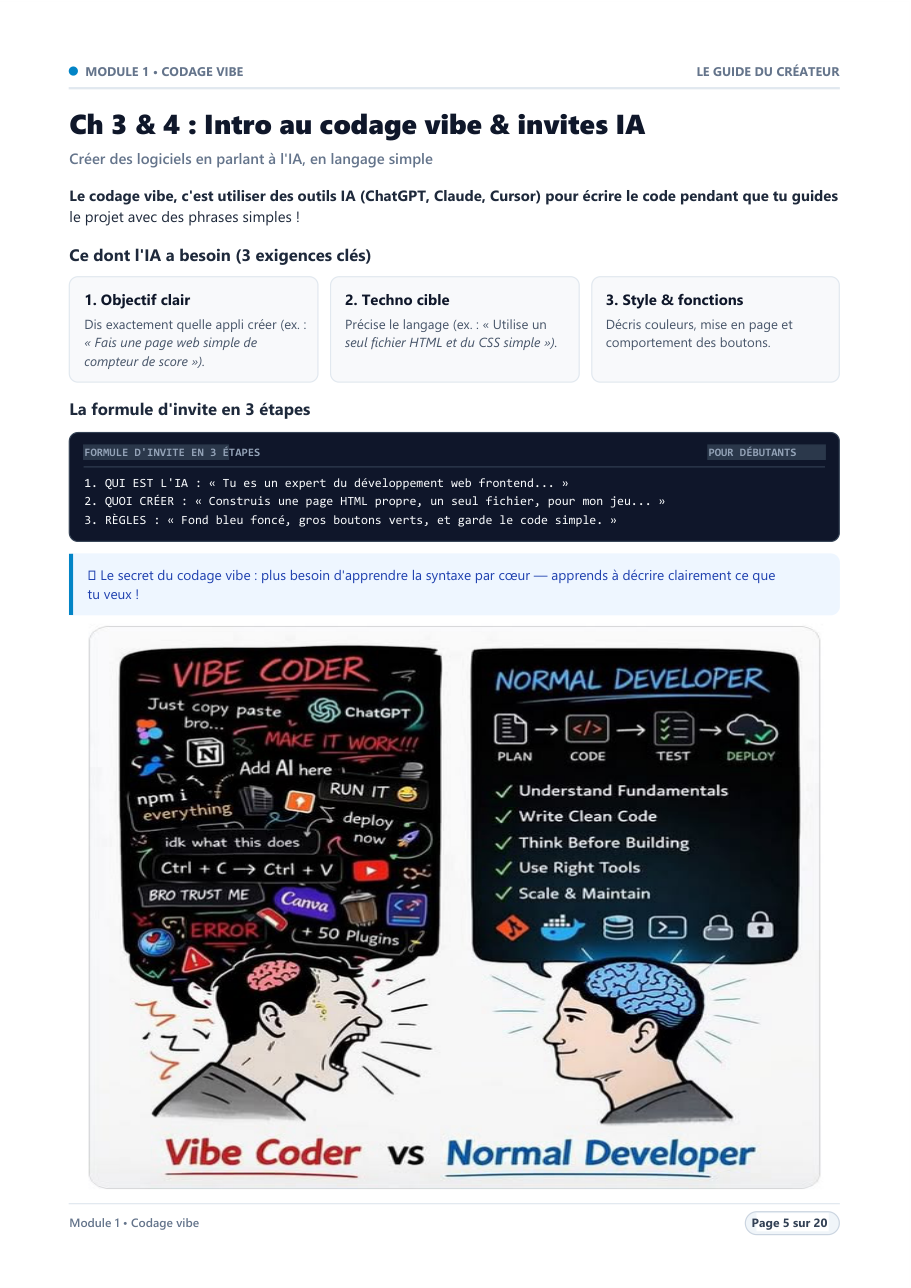 MODULE 1 • CODAGE VIBE
LE GUIDE DU CRÉATEUR
Ch 3 & 4 : Intro au codage vibe & invites IA
Créer des logiciels en parlant à l'IA, en langage simple
Le codage vibe, c'est utiliser des outils IA (ChatGPT, Claude, Cursor) pour écrire le code pendant que tu guides
le projet avec des phrases simples !
Ce dont l'IA a besoin (3 exigences clés)
1. Objectif clair
Dis exactement quelle appli créer (ex. :
« Fais une page web simple de
compteur de score »).
2. Techno cible
Précise le langage (ex. : « Utilise un
seul fichier HTML et du CSS simple »).
3. Style & fonctions
Décris couleurs, mise en page et
comportement des boutons.
La formule d'invite en 3 étapes
FORMULE D'INVITE EN 3 ÉTAPES
POUR DÉBUTANTS
1. QUI EST L'IA : « Tu es un expert du développement web frontend... »
2. QUOI CRÉER : « Construis une page HTML propre, un seul fichier, pour mon jeu... »
3. RÈGLES : « Fond bleu foncé, gros boutons verts, et garde le code simple. »
Le secret du codage vibe : plus besoin d'apprendre la syntaxe par cœur — apprends à décrire clairement ce que
tu veux !
VIBE CODER
Just copy paste
bro...
ChatGPT
MAKE IT WORK!!!
N
Add AI here
npm i
everything
RUN IT
deploy
now
idk what this does
Ctrl + C → Ctrl + V
BRO TRUST ME
Canva
ERROR
+ 50 Plugins
NORMAL DEVELOPER
PLAN
CODE
TEST
DEPLOY
✓ Understand Fundamentals
✓ Write Clean Code
✓ Think Before Building
✓ Use Right Tools
✓ Scale & Maintain
Vibe Coder vs Normal Developer
Module 1 • Codage vibe
Page 5 sur 20